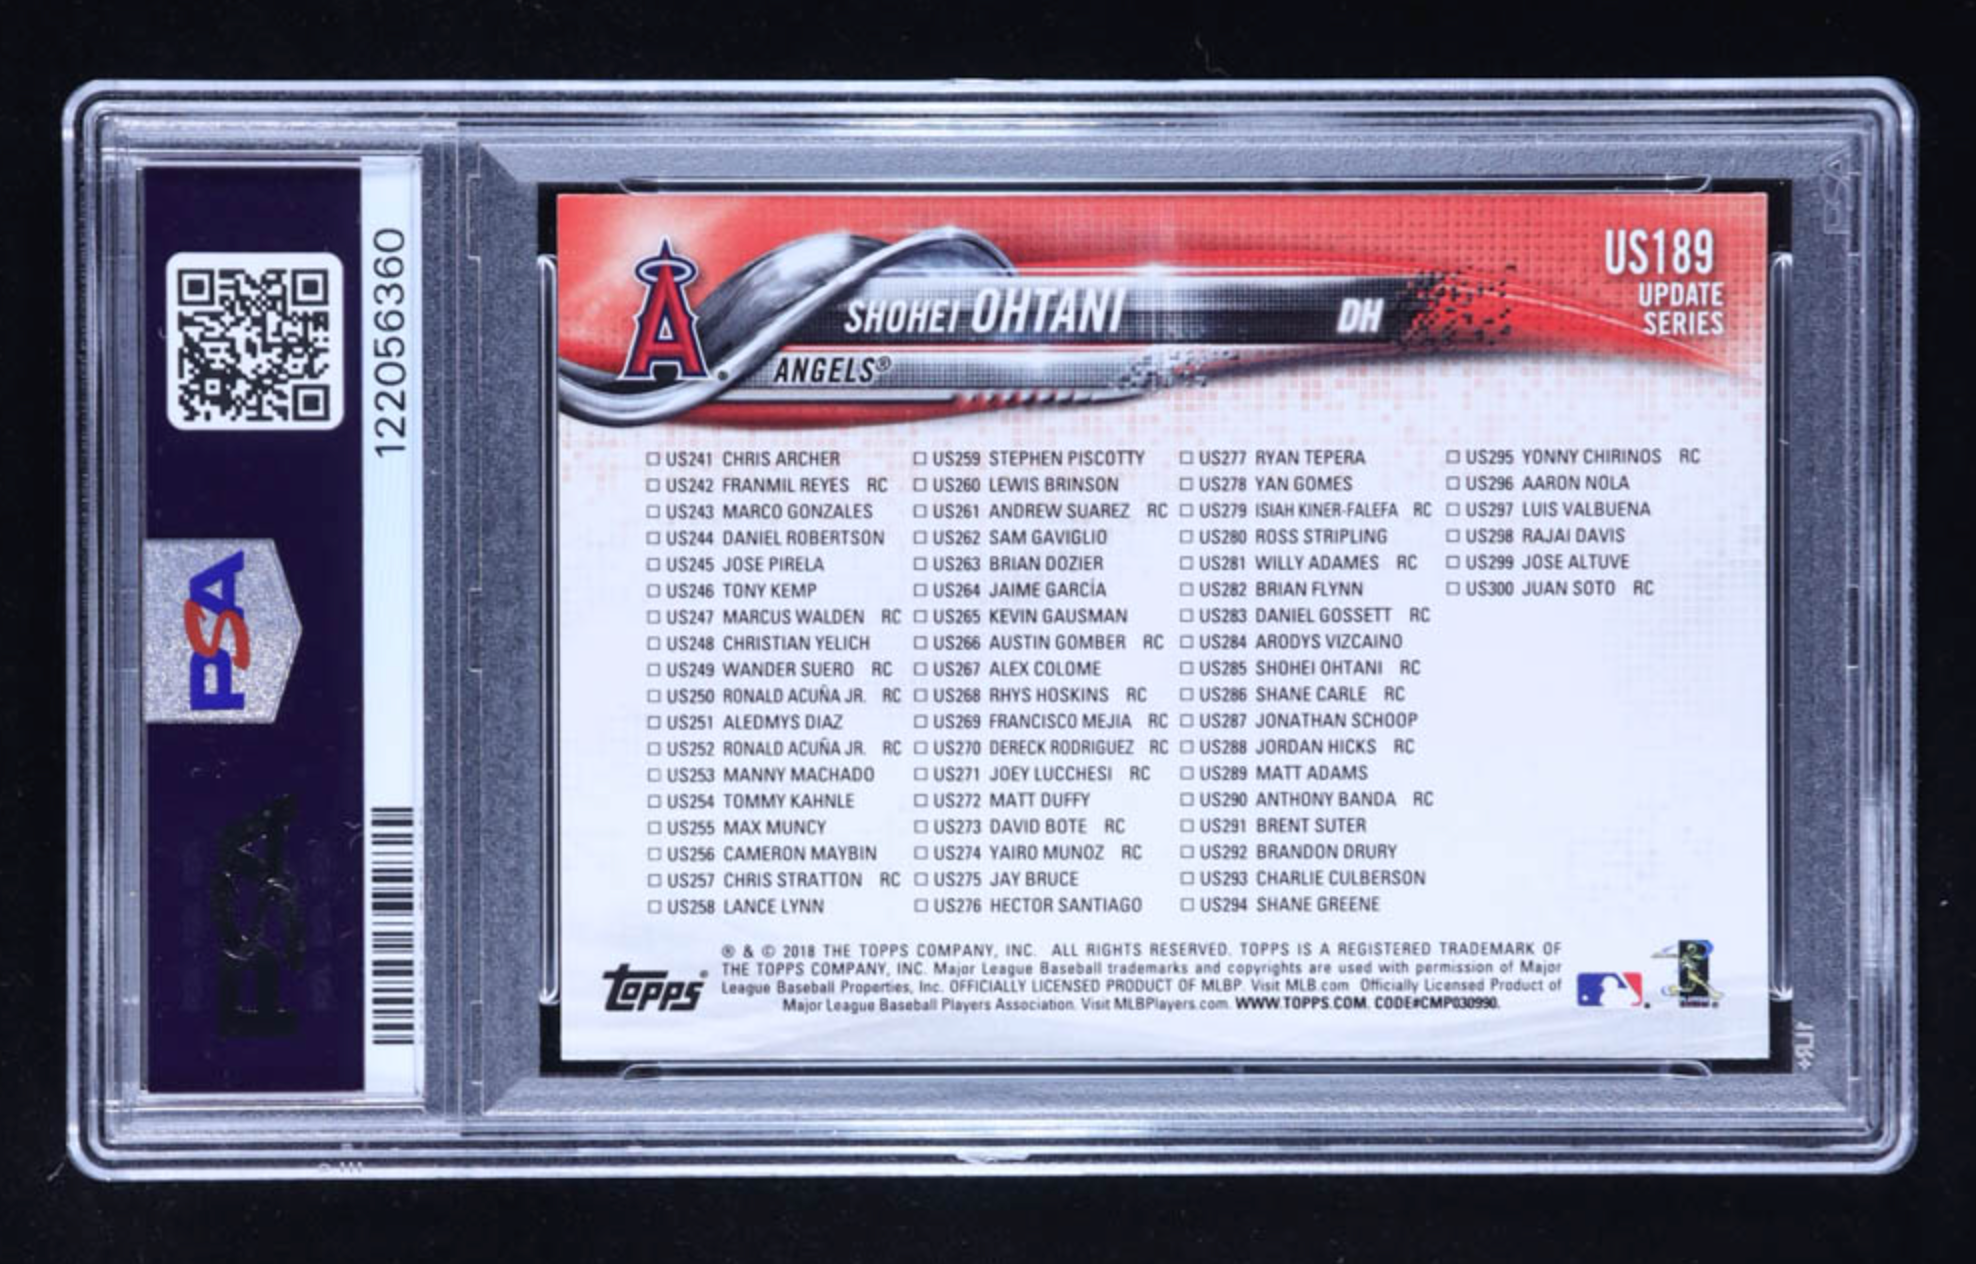 PSA
122056360
US189
UPDATE
SERIES
SHOHEI OHTANI DH
ANGELS®
US241 CHRIS ARCHER
US242 FRANMIL REYES RC
US243 MARCO GONZALES
US244 DANIEL ROBERTSON
US245 JOSE PIRELA
US246 TONY KEMP
US247 MARCUS WALDEN RC
US248 CHRISTIAN YELICH
US249 WANDER SUERO RC
US250 RONALD ACUÑA JR. RC
US251 ALEDMYS DIAZ
US252 RONALD ACUÑA JR. RC
US253 MANNY MACHADO
US254 TOMMY KAHNLE
US255 MAX MUNCY
US256 CAMERON MAYBIN
US257 CHRIS STRATTON RC
US258 LANCE LYNN
US259 STEPHEN PISCOTTY
US260 LEWIS BRINSON
US261 ANDREW SUAREZ RC
US262 SAM GAVIGLIO
US263 BRIAN DOZIER
US264 JAIME GARCÍA
US265 KEVIN GAUSMAN
US266 AUSTIN GOMBER RC
US267 ALEX COLOME
US268 RHYS HOSKINS RC
US269 FRANCISCO MEJIA RC
US270 DERECK RODRIGUEZ RC
US271 JOEY LUCCHESI RC
US272 MATT DUFFY
US273 DAVID BOTE RC
US274 YAIRO MUNOZ RC
US275 JAY BRUCE
US276 HECTOR SANTIAGO
US277 RYAN TEPERA
US278 YAN GOMES
US279 ISIAH KINER-FALEFA RC
US280 ROSS STRIPLING
US281 WILLY ADAMES RC
US282 BRIAN FLYNN
US283 DANIEL GOSSETT RC
US284 ARODYS VIZCAINO
US285 SHOHEI OHTANI RC
US286 SHANE CARLE RC
US287 JONATHAN SCHOOP
US288 JORDAN HICKS RC
US289 MATT ADAMS
US290 ANTHONY BANDA RC
US291 BRENT SUTER
US292 BRANDON DRURY
US293 CHARLIE CULBERSON
US294 SHANE GREENE
US295 YONNY CHIRINOS RC
US296 AARON NOLA
US297 LUIS VALBUENA
US298 RAJAI DAVIS
US299 JOSE ALTUVE
US300 JUAN SOTO RC
® & © 2018 THE TOPPS COMPANY, INC. ALL RIGHTS RESERVED. TOPPS IS A REGISTERED TRADEMARK OF
THE TOPPS COMPANY, INC. Major League Baseball trademarks and copyrights are used with permission of Major
League Baseball Properties, Inc. OFFICIALLY LICENSED PRODUCT OF MLBP. Visit MLB.com Officially Licensed Product of
Major League Baseball Players Association. Visit MLBPlayers.com. WWW.TOPPS.COM. CODE#CMP030990.
TOPPS®
PSA
PSA